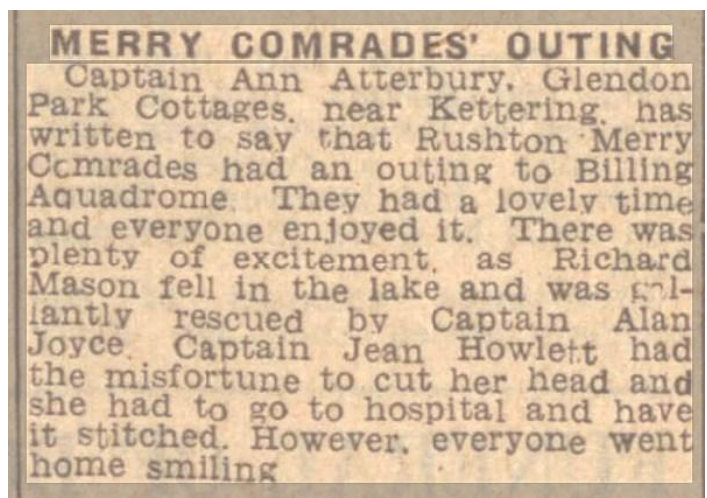 MERRY COMRADES' OUTING
Captain Ann Atterbury, Glendon
Park Cottages, near Kettering, has
written to say that Rushton Merry
Comrades had an outing to Billing
Aquadrome. They had a lovely time
and everyone enjoyed it. There was
plenty of excitement, as Richard
Mason fell in the lake and was gal-
lantly rescued by Captain Alan
Joyce. Captain Jean Howlett had
the misfortune to cut her head and
she had to go to hospital and have
it stitched. However, everyone went
home smiling